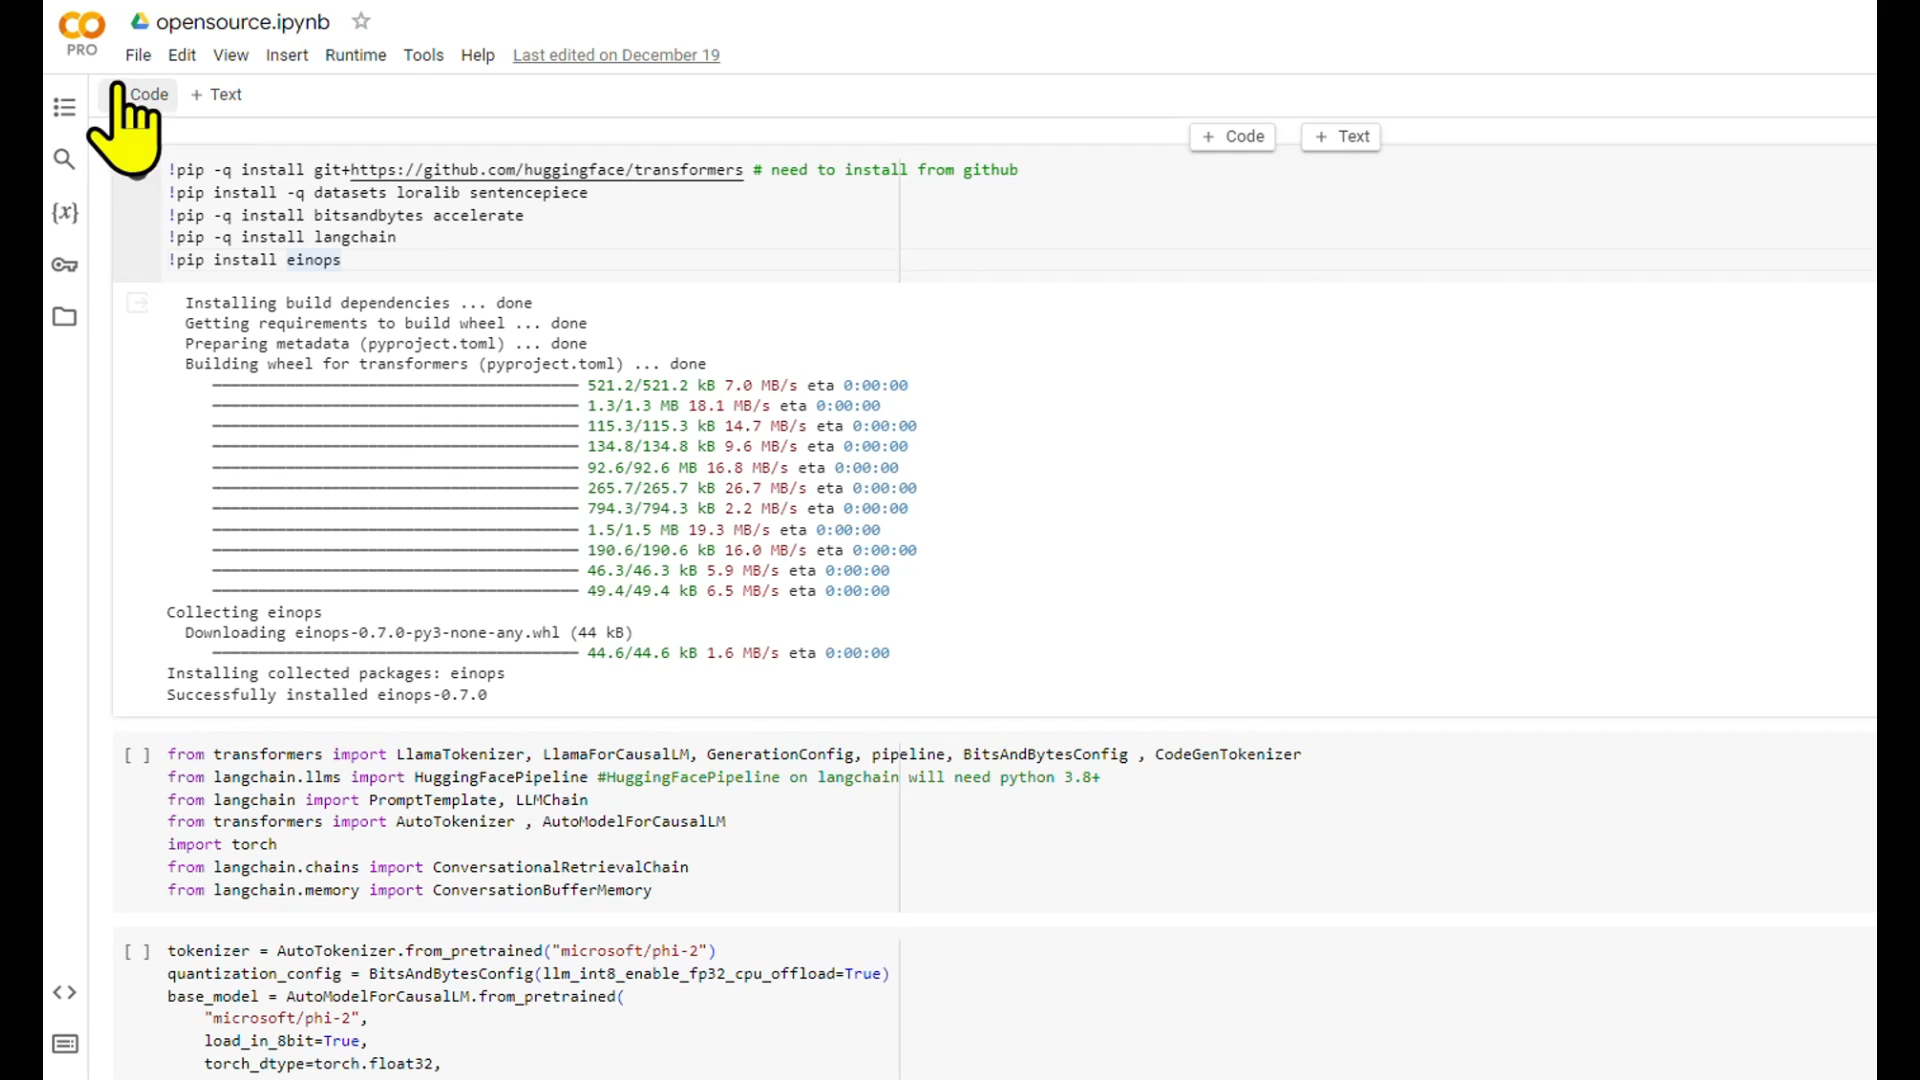 CO
PRO
opensource.ipynb
File Edit View Insert Runtime Tools Help Last edited on December 19
Code + Text
+ Code + Text
!pip -q install git+https://github.com/huggingface/transformers # need to install from github
!pip install -q datasets loralib sentencepiece
!pip -q install bitsandbytes accelerate
!pip -q install langchain
!pip install einops
Installing build dependencies ... done
Getting requirements to build wheel ... done
Preparing metadata (pyproject.toml) ... done
Building wheel for transformers (pyproject.toml) ... done
521.2/521.2 kB 7.0 MB/s eta 0:00:00
1.3/1.3 MB 18.1 MB/s eta 0:00:00
115.3/115.3 kB 14.7 MB/s eta 0:00:00
134.8/134.8 kB 9.6 MB/s eta 0:00:00
92.6/92.6 MB 16.8 MB/s eta 0:00:00
265.7/265.7 kB 26.7 MB/s eta 0:00:00
794.3/794.3 kB 2.2 MB/s eta 0:00:00
1.5/1.5 MB 19.3 MB/s eta 0:00:00
190.6/190.6 kB 16.0 MB/s eta 0:00:00
46.3/46.3 kB 5.9 MB/s eta 0:00:00
49.4/49.4 kB 6.5 MB/s eta 0:00:00
Collecting einops
Downloading einops-0.7.0-py3-none-any.whl (44 kB)
44.6/44.6 kB 1.6 MB/s eta 0:00:00
Installing collected packages: einops
Successfully installed einops-0.7.0
[ ] from transformers import LlamaTokenizer, LlamaForCausalLM, GenerationConfig, pipeline, BitsAndBytesConfig , CodeGenTokenizer
from langchain.llms import HuggingFacePipeline #HuggingFacePipeline on langchain will need python 3.8+
from langchain import PromptTemplate, LLMChain
from transformers import AutoTokenizer , AutoModelForCausalLM
import torch
from langchain.chains import ConversationalRetrievalChain
from langchain.memory import ConversationBufferMemory
[ ] tokenizer = AutoTokenizer.from_pretrained("microsoft/phi-2")
quantization_config = BitsAndBytesConfig(llm_int8_enable_fp32_cpu_offload=True)
base_model = AutoModelForCausalLM.from_pretrained(
"microsoft/phi-2",
load_in_8bit=True,
torch_dtype=torch.float32,